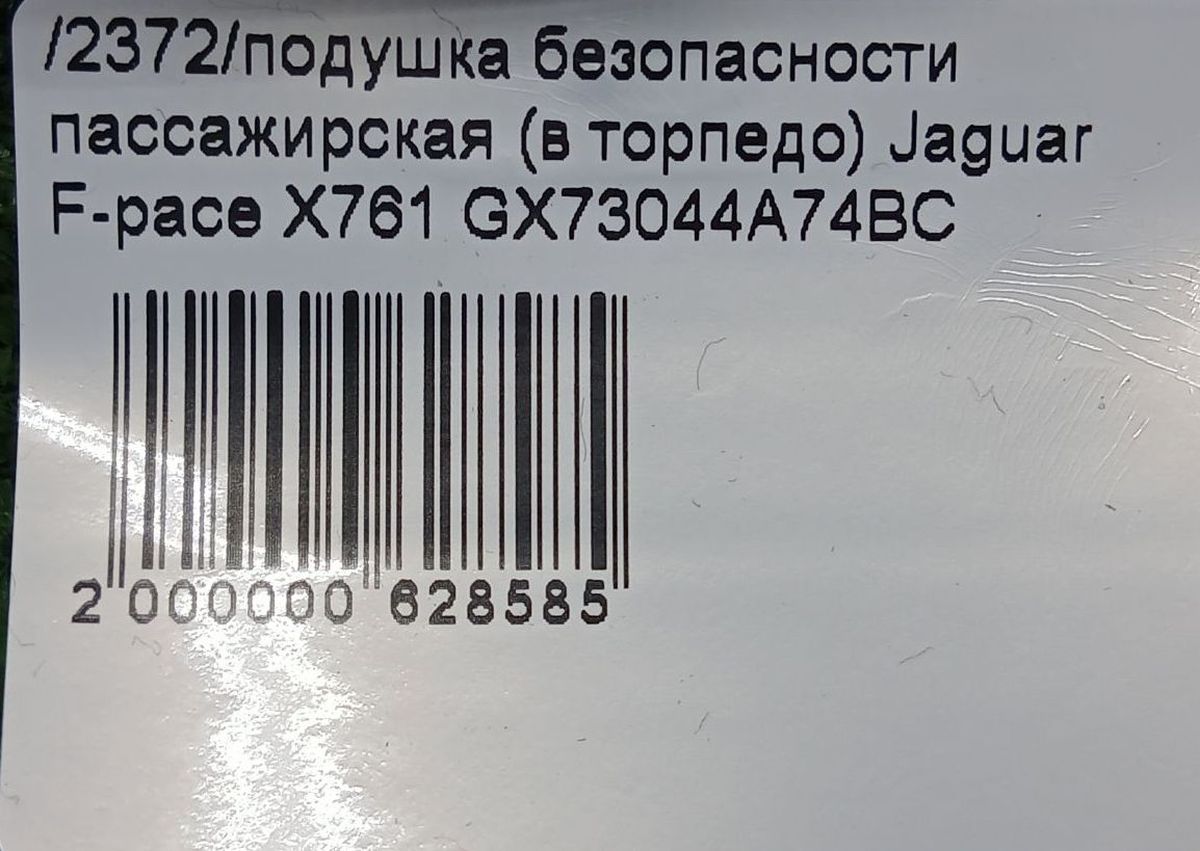 /2372/подушка безопасности
пассажирская (в торпедо) Jaguar
F-pace X761 GX73044A74BC
2 000000 628585